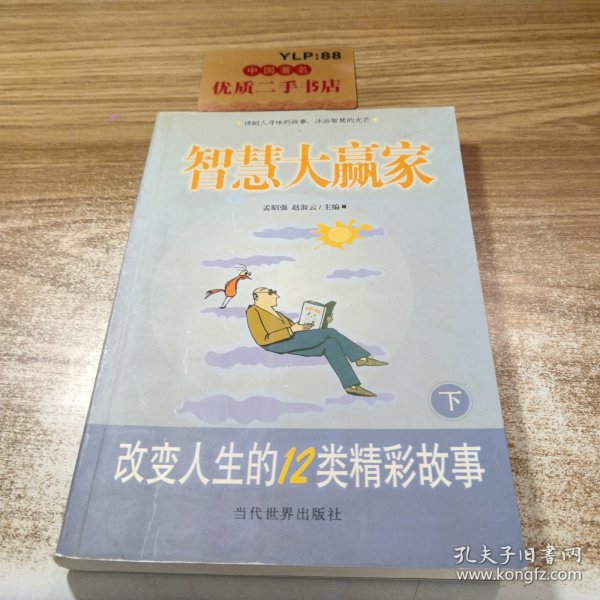 YLP:88
中国著名
优质二手书店
读耐人寻味的故事，沐浴智慧的光芒
智慧大赢家
孟昭强 赵淑云/主编
下
改变人生的12类精彩故事
当代世界出版社
孔夫子旧书网
www.kongfz.com